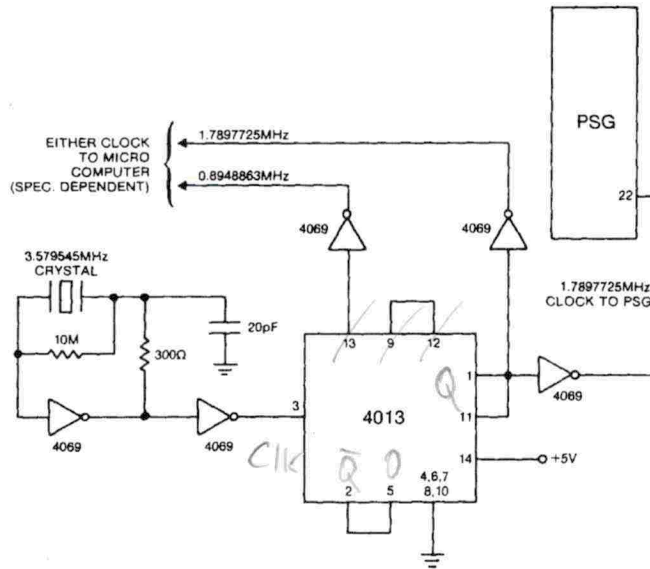 PSG
22
1.7897725MHz
EITHER CLOCK
TO MICRO
COMPUTER
(SPEC. DEPENDENT)
0.8948863MHz
4069
4069
3.579545MHz
CRYSTAL
1.7897725MHz
CLOCK TO PSG
10M
300Ω
20pF
13
9
12
1
Q
4069
3
4013
11
4069
4069
Clk
Q̅
D
14
+5V
2
5
4,6,7
8,10